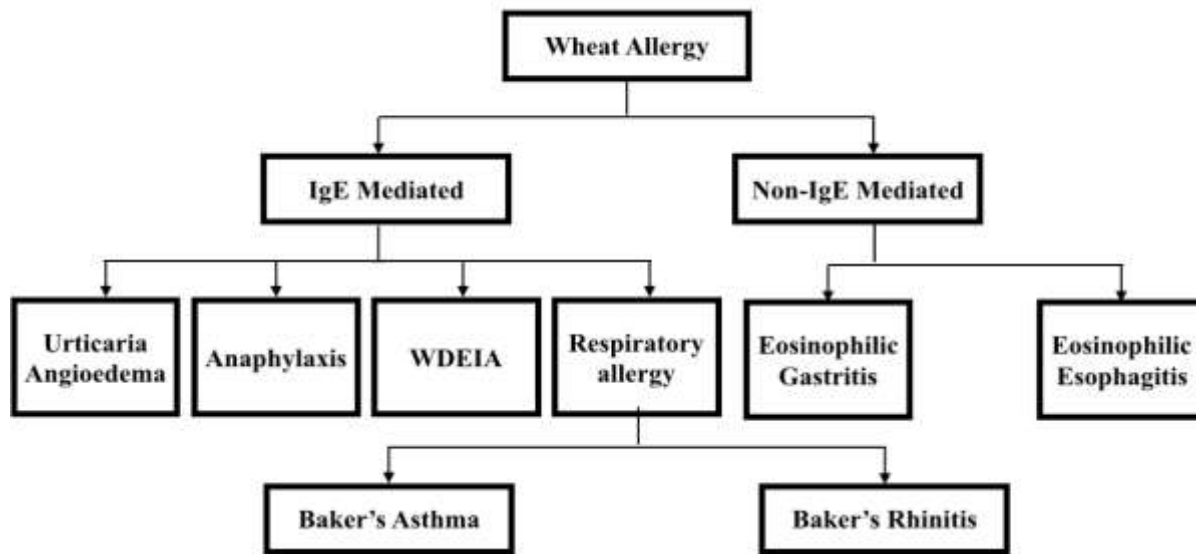 Wheat Allergy
IgE Mediated
Non-IgE Mediated
Urticaria
Angioedema
Anaphylaxis
WDEIA
Respiratory
allergy
Eosinophilic
Gastritis
Eosinophilic
Esophagitis
Baker's Asthma
Baker's Rhinitis